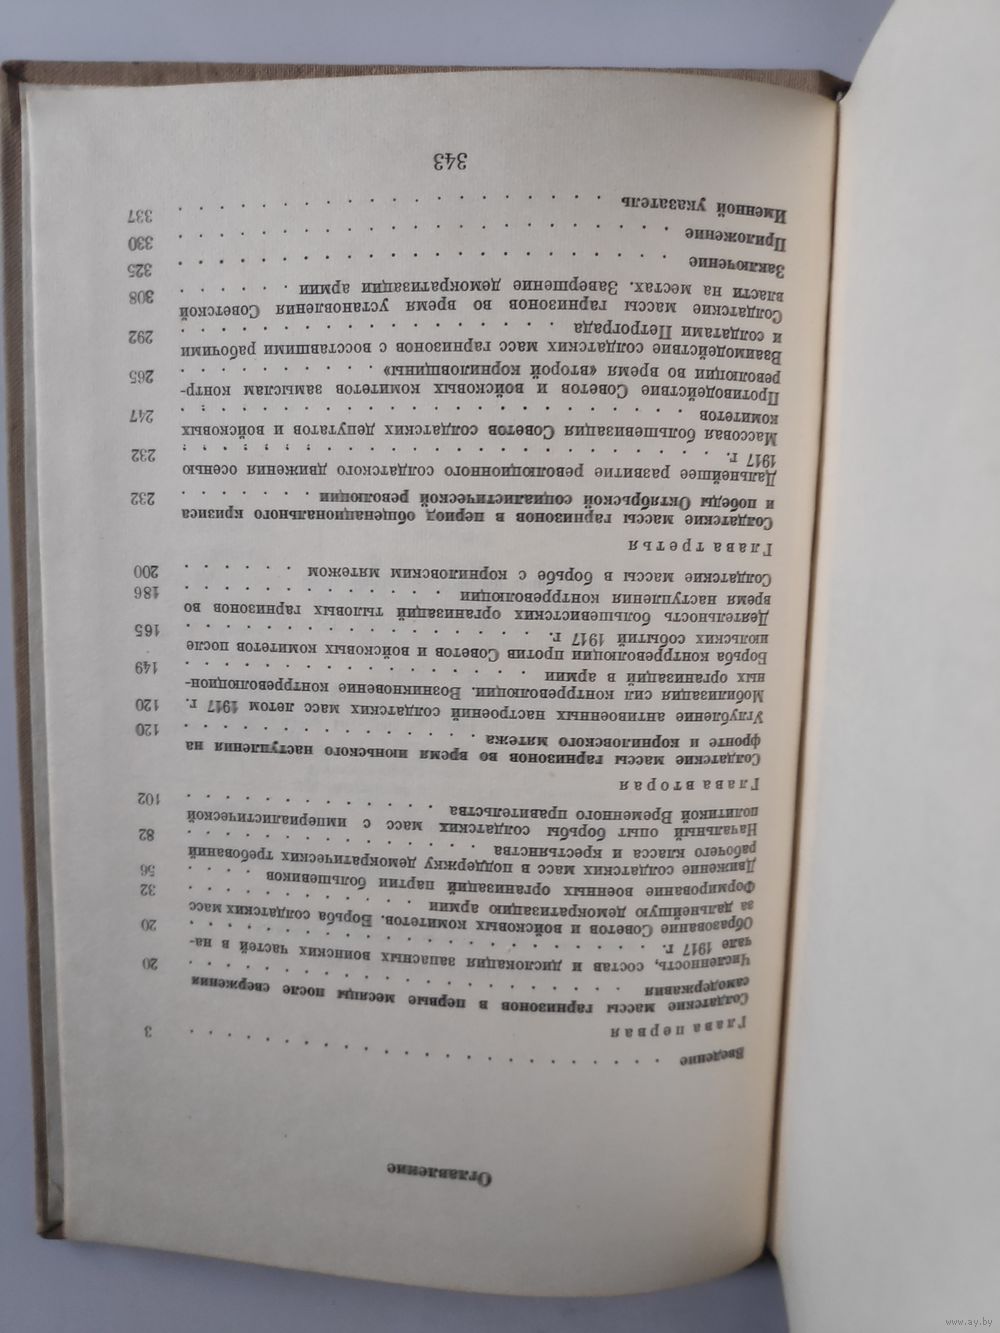 Оглавление
Введение . . . . . . . . . . . . . . . . . . 3
Глава первая
Солдатские массы гарнизонов в первые месяцы после свержения
самодержавия . . . . . . . . . . . . . . . . . 20
Численность, состав и дислокация запасных воинских частей в на-
чале 1917 г. . . . . . . . . . . . . . . . . . 20
Образование Советов и войсковых комитетов. Борьба солдатских масс
за дальнейшую демократизацию армии . . . . . . . . . 32
Формирование военных организаций партии большевиков . . . . 56
Движение солдатских масс в поддержку демократических требований
рабочего класса и крестьянства . . . . . . . . . . . 82
Начальный опыт борьбы солдатских масс с империалистической
политикой Временного правительства . . . . . . . . . 102
Глава вторая
Солдатские массы гарнизонов во время июньского наступления на
фронте и корниловского мятежа . . . . . . . . . . . 120
Углубление антивоенных настроений солдатских масс летом 1917 г. 120
Мобилизация сил контрреволюции. Возникновение контрреволюцион-
ных организаций в армии . . . . . . . . . . . . . 149
Борьба контрреволюции против Советов и войсковых комитетов после
июльских событий 1917 г. . . . . . . . . . . . . . 165
Деятельность большевистских организаций тыловых гарнизонов во
время наступления контрреволюции . . . . . . . . . . 186
Солдатские массы в борьбе с корниловским мятежом . . . . . 200
Глава третья
Солдатские массы гарнизонов в период общенационального кризиса
и победы Октябрьской социалистической революции . . . . . . 232
Дальнейшее развитие революционного солдатского движения осенью
1917 г. . . . . . . . . . . . . . . . . . . . . 232
Массовая большевизация Советов солдатских депутатов и войсковых
комитетов . . . . . . . . . . . . . . . . . . . 247
Противодействие Советов и войсковых комитетов замыслам контр-
революции во время «второй корниловщины» . . . . . . . . 265
Взаимодействие солдатских масс гарнизонов с восставшими рабочими
и солдатами Петрограда . . . . . . . . . . . . . . 292
Солдатские массы гарнизонов во время установления Советской
власти на местах. Завершение демократизации армии . . . . . 308
Заключение . . . . . . . . . . . . . . . . . . . 325
Приложение . . . . . . . . . . . . . . . . . . . 330
Именной указатель . . . . . . . . . . . . . . . . 337
343
www.ay.by